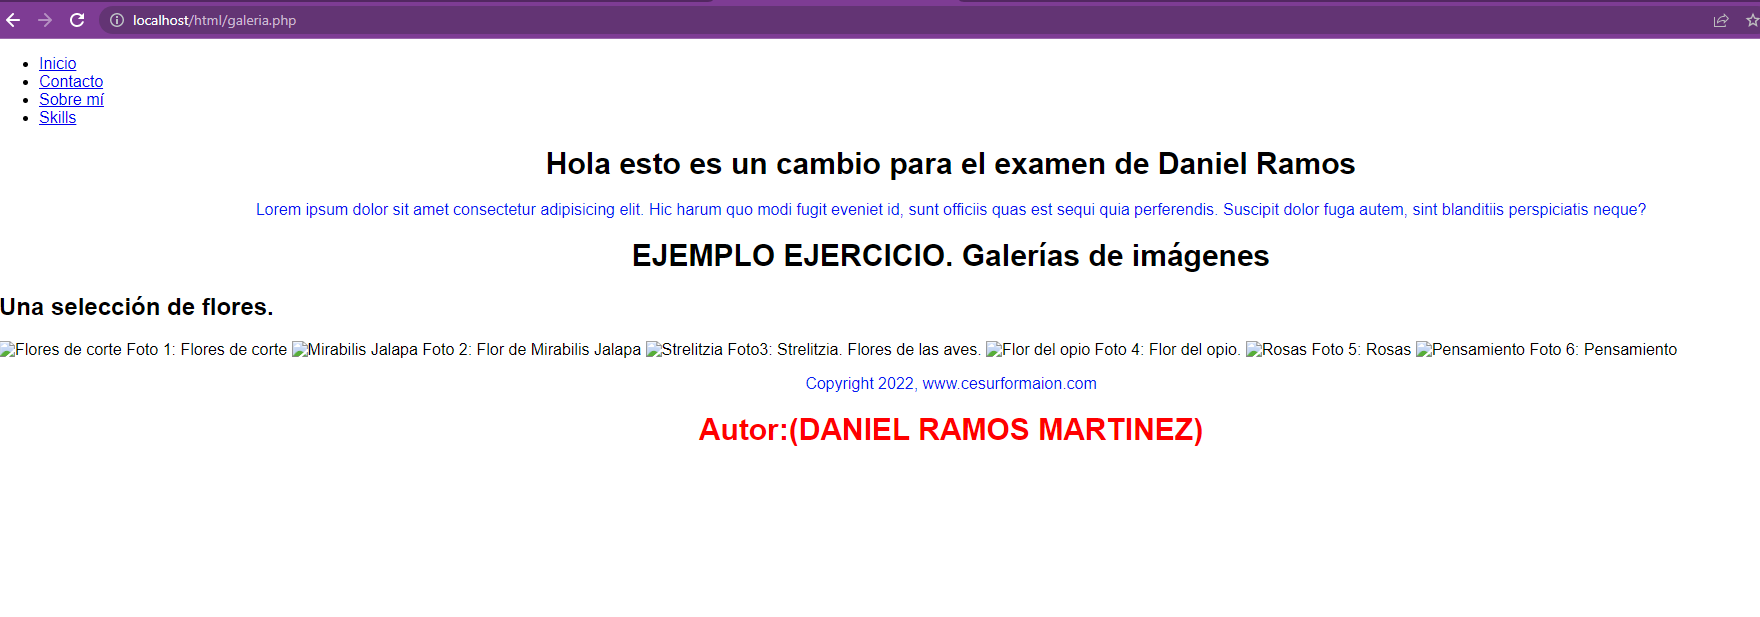 localhost/html/galeria.php
Inicio
Contacto
Sobre mí
Skills
Hola esto es un cambio para el examen de Daniel Ramos
Lorem ipsum dolor sit amet consectetur adipisicing elit. Hic harum quo modi fugit eveniet id, sunt officiis quas est sequi quia perferendis. Suscipit dolor fuga autem, sint blanditiis perspiciatis neque?
EJEMPLO EJERCICIO. Galerías de imágenes
Una selección de flores.
Flores de corte Foto 1: Flores de corte Mirabilis Jalapa Foto 2: Flor de Mirabilis Jalapa Strelitzia Foto3: Strelitzia. Flores de las aves. Flor del opio Foto 4: Flor del opio. Rosas Foto 5: Rosas Pensamiento Foto 6: Pensamiento
Copyright 2022, www.cesurformaion.com
Autor:(DANIEL RAMOS MARTINEZ)